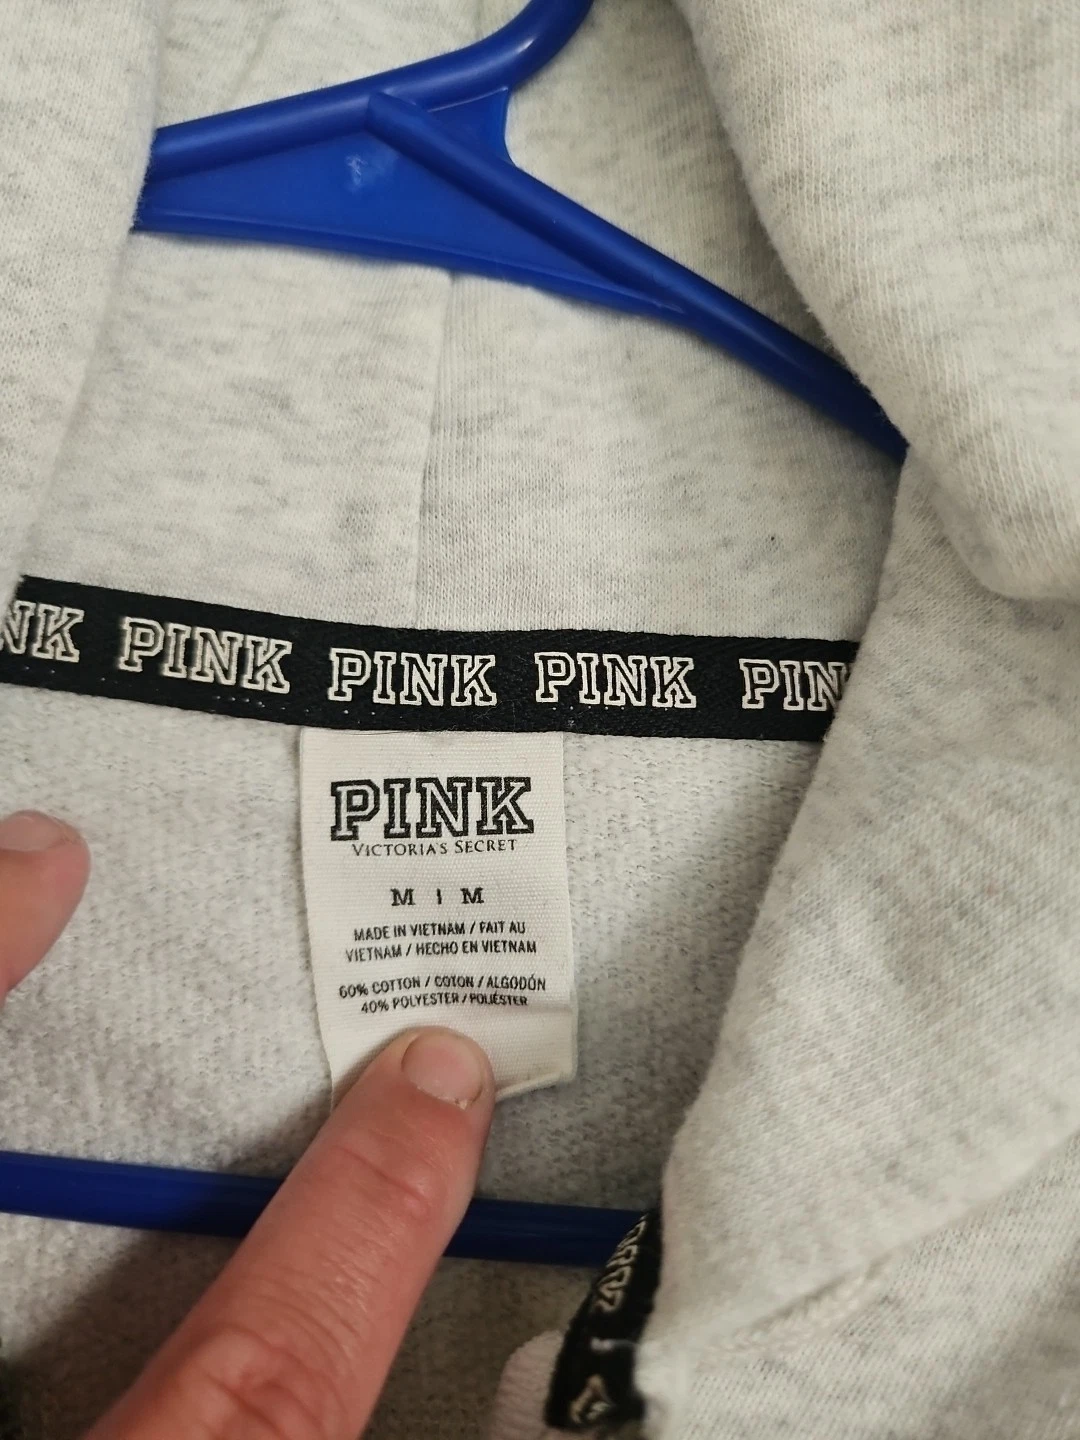 NK PINK PINK PINK PIN
PINK
VICTORIA'S SECRET
M | M
MADE IN VIETNAM / FAIT AU
VIETNAM / HECHO EN VIETNAM
60% COTTON / COTON / ALGODÓN
40% POLYESTER / POLIÉSTER